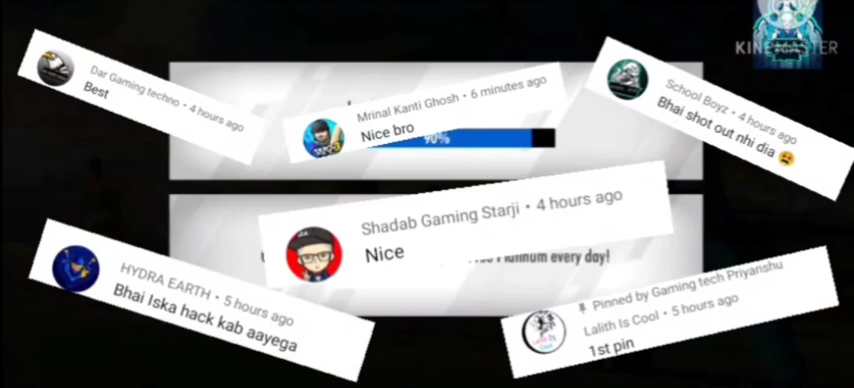 KINEMASTER
Dar Gaming techno • 4 hours ago
Best
Mrinal Kanti Ghosh • 6 minutes ago
Nice bro
90%
School Boyz • 4 hours ago
Bhai shot out nhi dia 😫
Shadab Gaming Starji • 4 hours ago
Nice
Platinum every day!
HYDRA EARTH • 5 hours ago
Bhai Iska hack kab aayega
Pinned by Gaming tech Priyanshu
Lalith Is Cool • 5 hours ago
1st pin